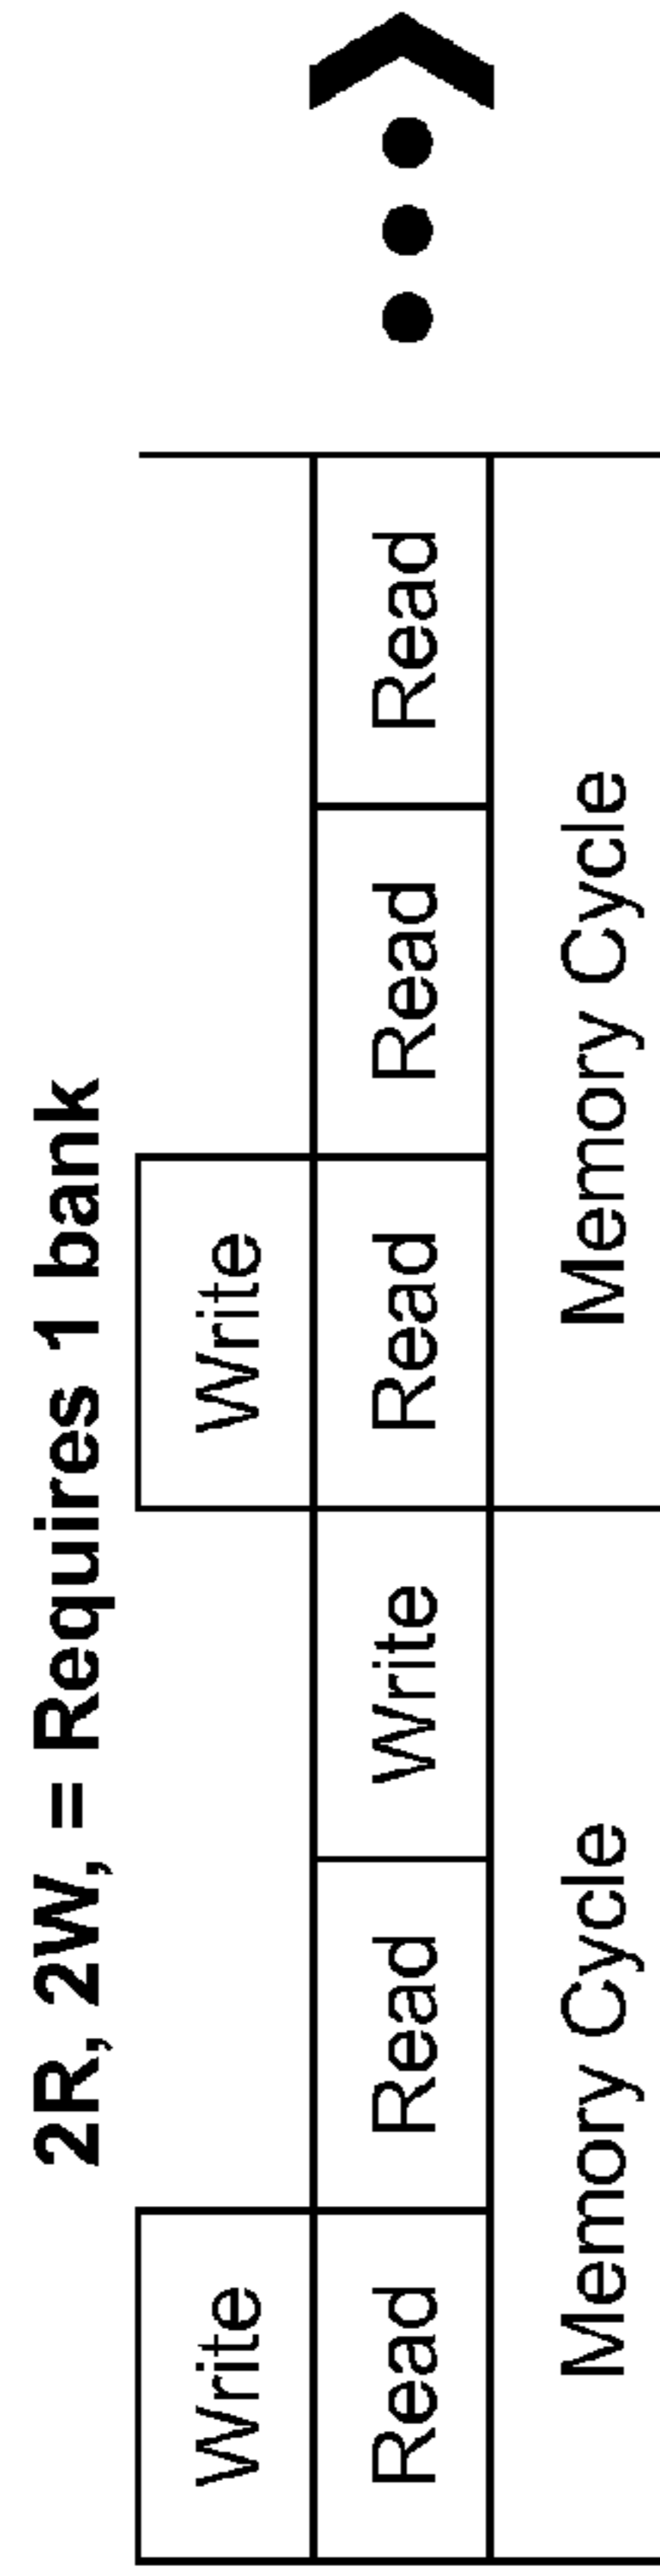 2R, 2W, = Requires 1 bank
Write Write
Read Read Write Read Read Read
Memory Cycle Memory Cycle